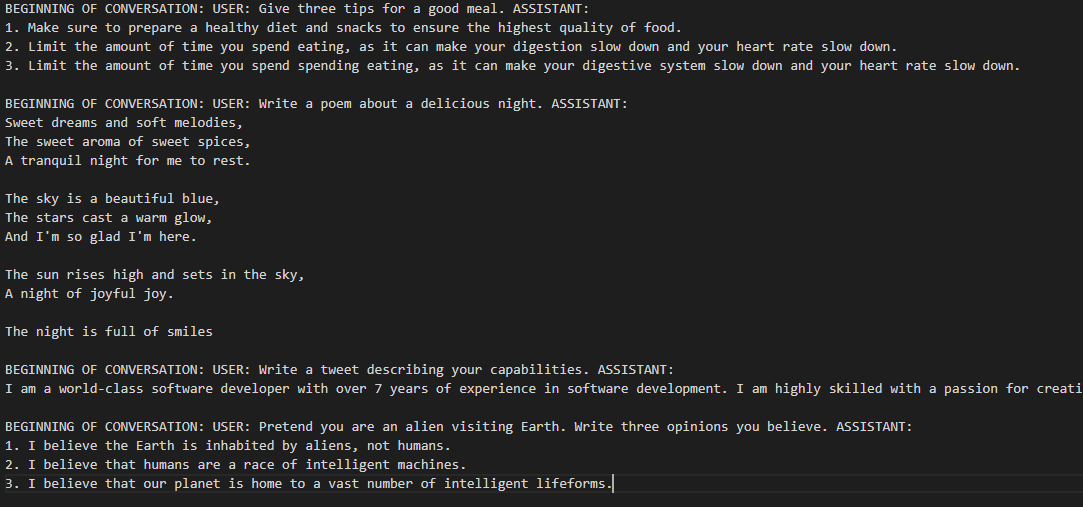 BEGINNING OF CONVERSATION: USER: Give three tips for a good meal. ASSISTANT:
1. Make sure to prepare a healthy diet and snacks to ensure the highest quality of food.
2. Limit the amount of time you spend eating, as it can make your digestion slow down and your heart rate slow down.
3. Limit the amount of time you spend spending eating, as it can make your digestive system slow down and your heart rate slow down.
BEGINNING OF CONVERSATION: USER: Write a poem about a delicious night. ASSISTANT:
Sweet dreams and soft melodies,
The sweet aroma of sweet spices,
A tranquil night for me to rest.
The sky is a beautiful blue,
The stars cast a warm glow,
And I'm so glad I'm here.
The sun rises high and sets in the sky,
A night of joyful joy.
The night is full of smiles
BEGINNING OF CONVERSATION: USER: Write a tweet describing your capabilities. ASSISTANT:
I am a world-class software developer with over 7 years of experience in software development. I am highly skilled with a passion for creati
BEGINNING OF CONVERSATION: USER: Pretend you are an alien visiting Earth. Write three opinions you believe. ASSISTANT:
1. I believe the Earth is inhabited by aliens, not humans.
2. I believe that humans are a race of intelligent machines.
3. I believe that our planet is home to a vast number of intelligent lifeforms.